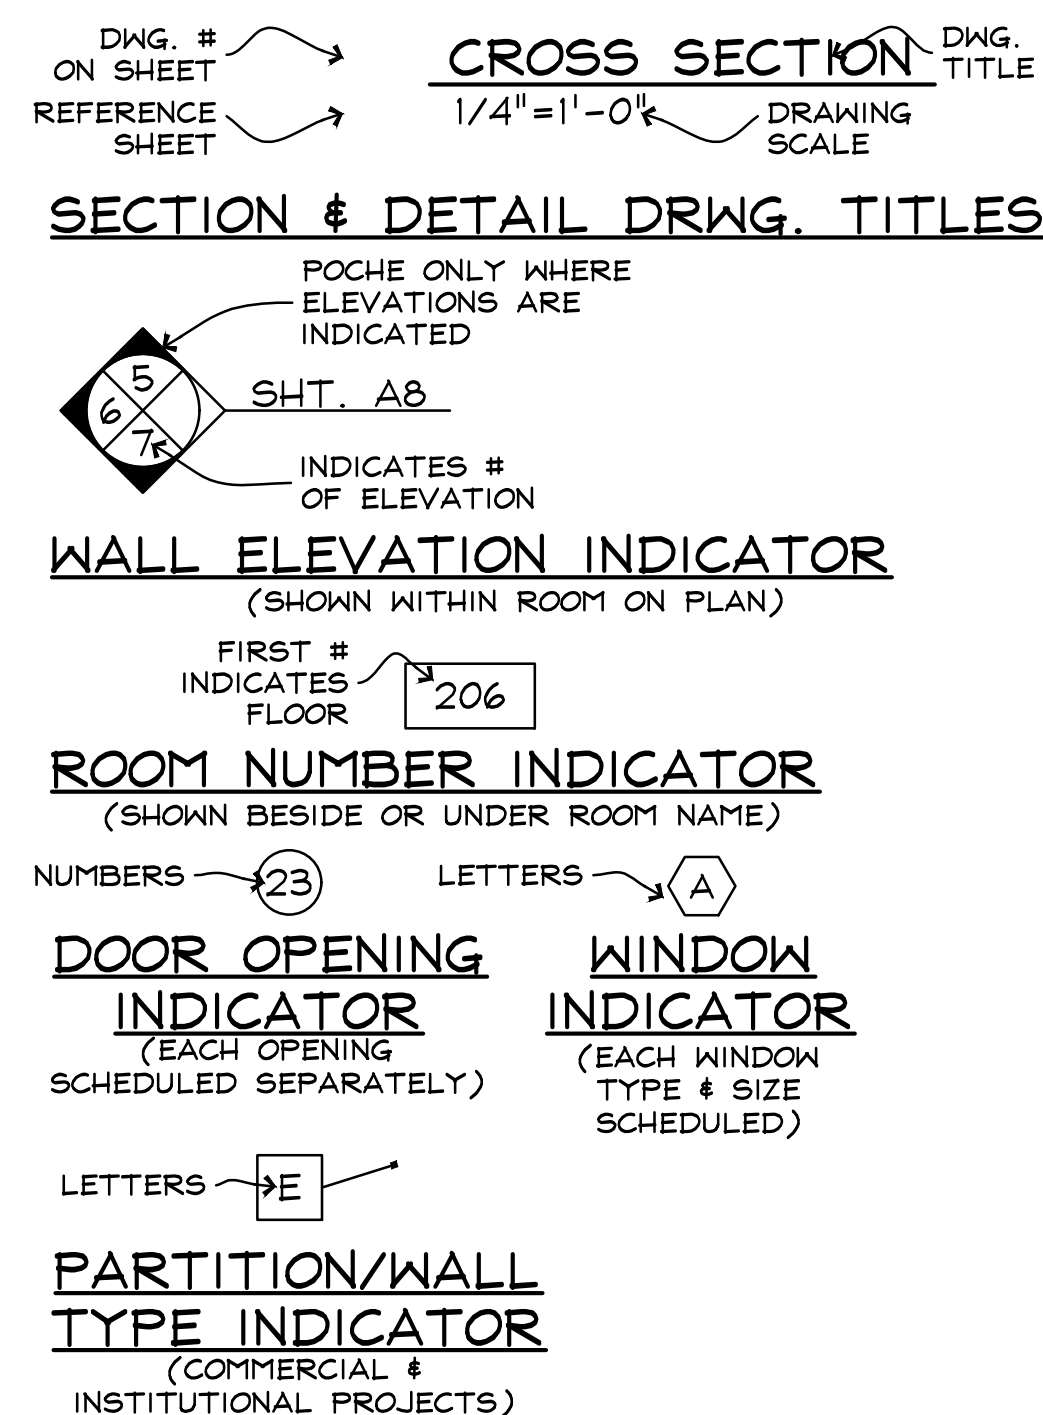 DWG. #
ON SHEET
CROSS SECTION
DWG.
TITLE
REFERENCE
SHEET
1/4"=1'-0"
DRAWING
SCALE
SECTION & DETAIL DRWG. TITLES
POCHE ONLY WHERE
ELEVATIONS ARE
INDICATED
5
6
7
SHT. A8
INDICATES #
OF ELEVATION
WALL ELEVATION INDICATOR
(SHOWN WITHIN ROOM ON PLAN)
FIRST #
INDICATES
FLOOR
206
ROOM NUMBER INDICATOR
(SHOWN BESIDE OR UNDER ROOM NAME)
NUMBERS
23
LETTERS
A
DOOR OPENING
INDICATOR
(EACH OPENING
SCHEDULED SEPARATELY)
WINDOW
INDICATOR
(EACH WINDOW
TYPE & SIZE
SCHEDULED)
LETTERS
E
PARTITION/WALL
TYPE INDICATOR
(COMMERCIAL &
INSTITUTIONAL PROJECTS)